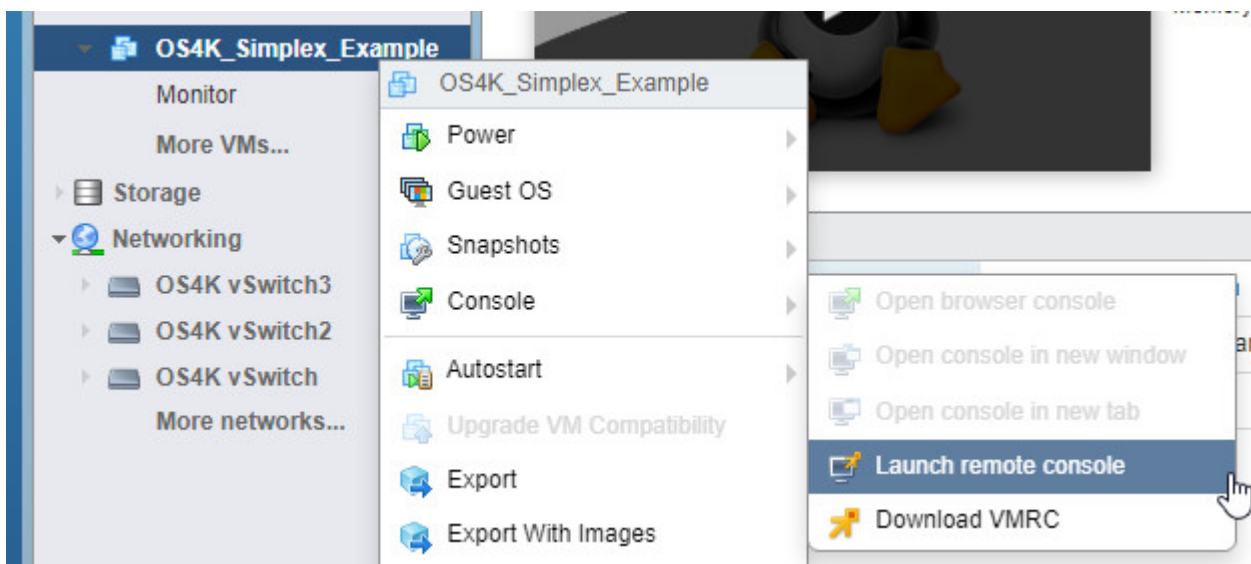 OS4K_Simplex_Example
Monitor
More VMs...
Storage
Networking
OS4K vSwitch3
OS4K vSwitch2
OS4K vSwitch
More networks...
OS4K_Simplex_Example
Power
Guest OS
Snapshots
Console
Autostart
Upgrade VM Compatibility
Export
Export With Images
Open browser console
Open console in new window
Open console in new tab
Launch remote console
Download VMRC